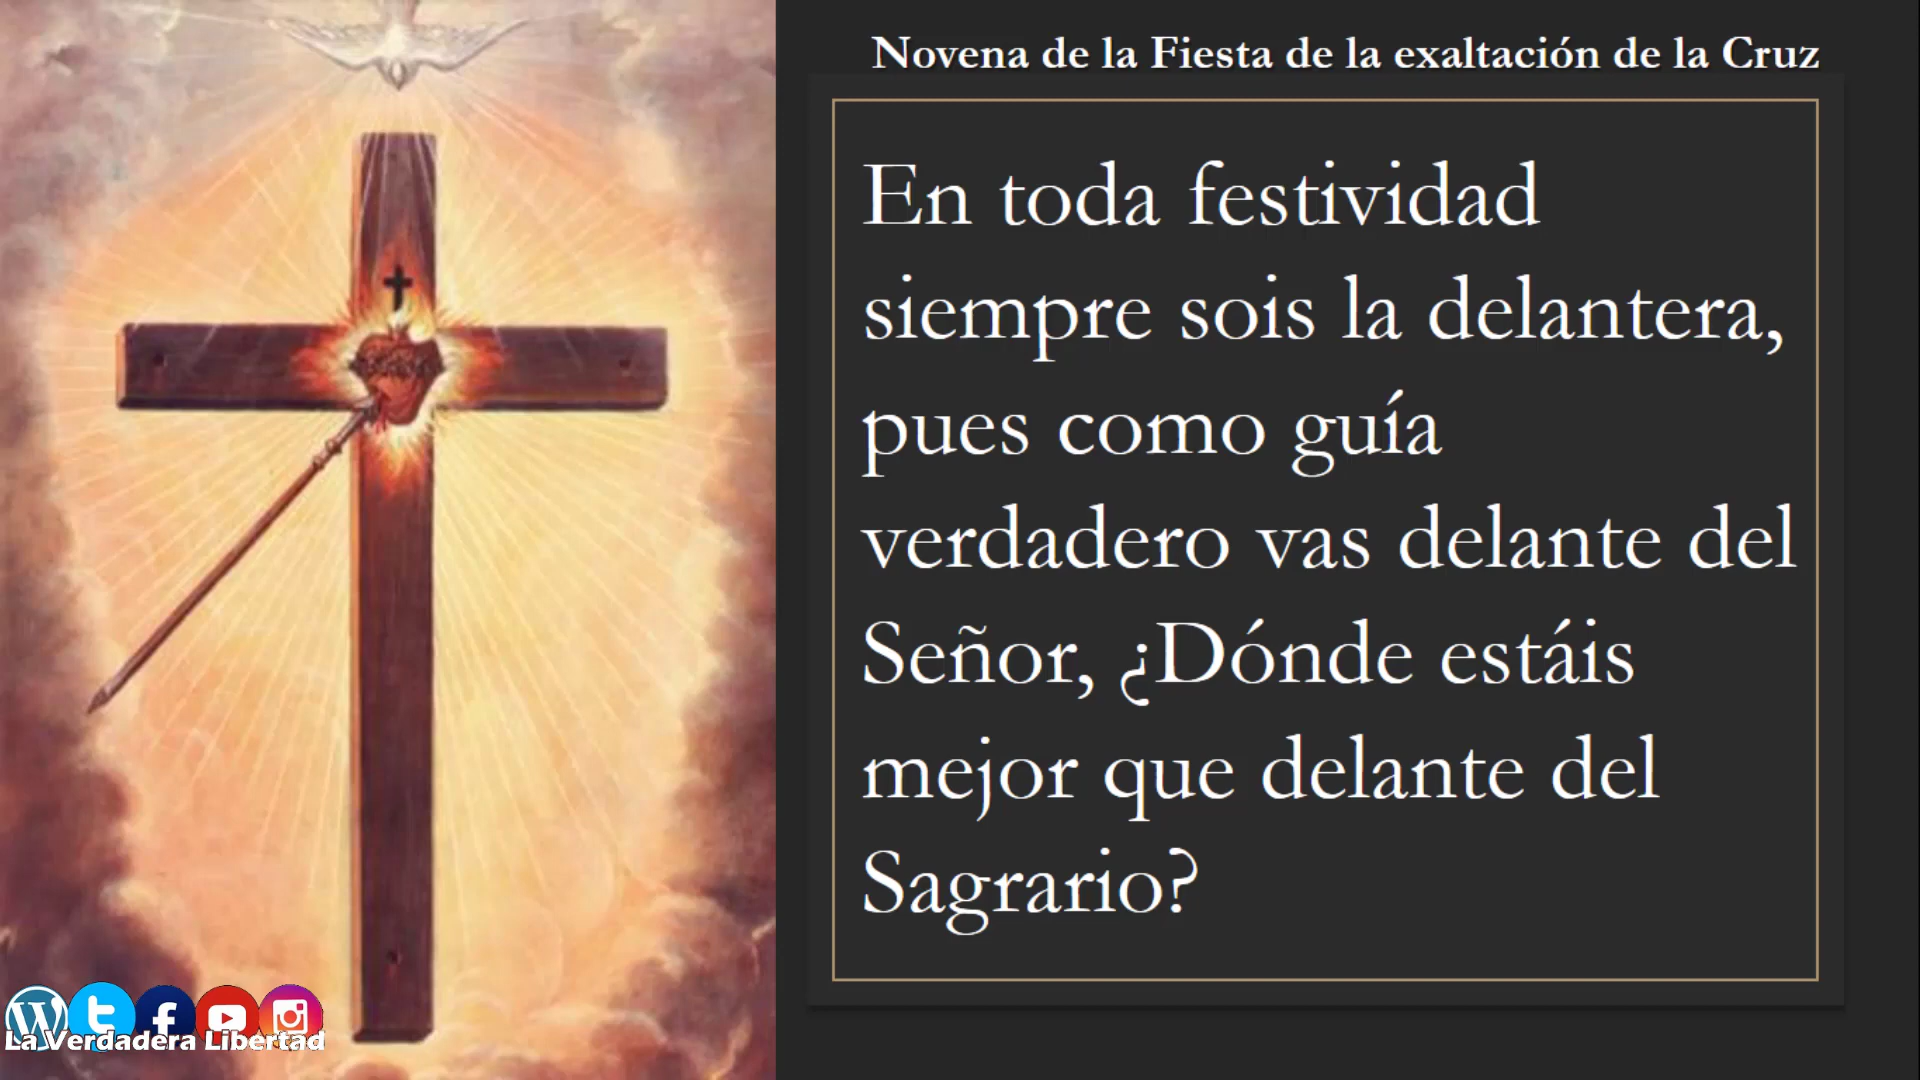 Novena de la Fiesta de la exaltación de la Cruz
En toda festividad
siempre sois la delantera,
pues como guía
verdadero vas delante del
Señor, ¿Dónde estáis
mejor que delante del
Sagrario?
La Verdadera Libertad